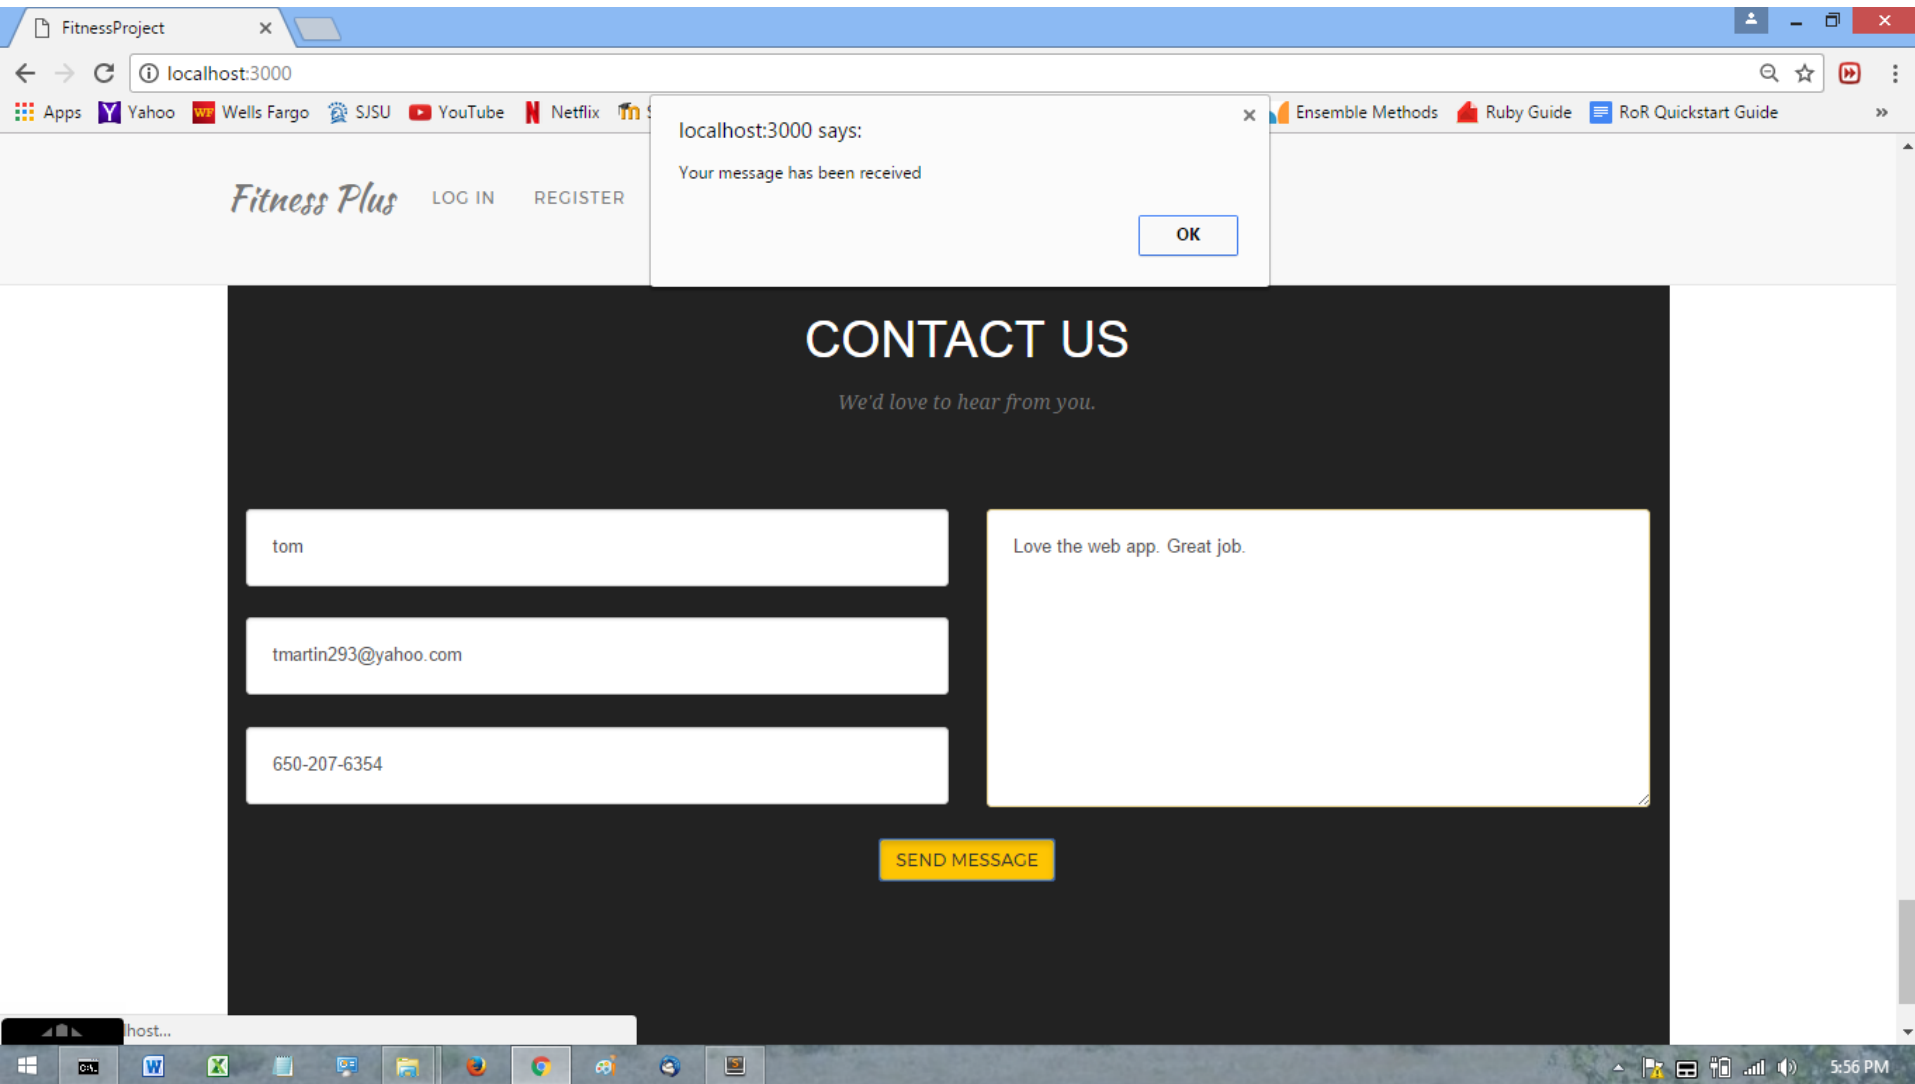 FitnessProject
localhost:3000
Apps Yahoo Wells Fargo SJSU YouTube Netflix Ensemble Methods Ruby Guide RoR Quickstart Guide »
localhost:3000 says:
Your message has been received
OK
Fitness Plus LOG IN REGISTER
CONTACT US
We'd love to hear from you.
tom
Love the web app. Great job.
tmartin293@yahoo.com
650-207-6354
SEND MESSAGE
host...
5:56 PM